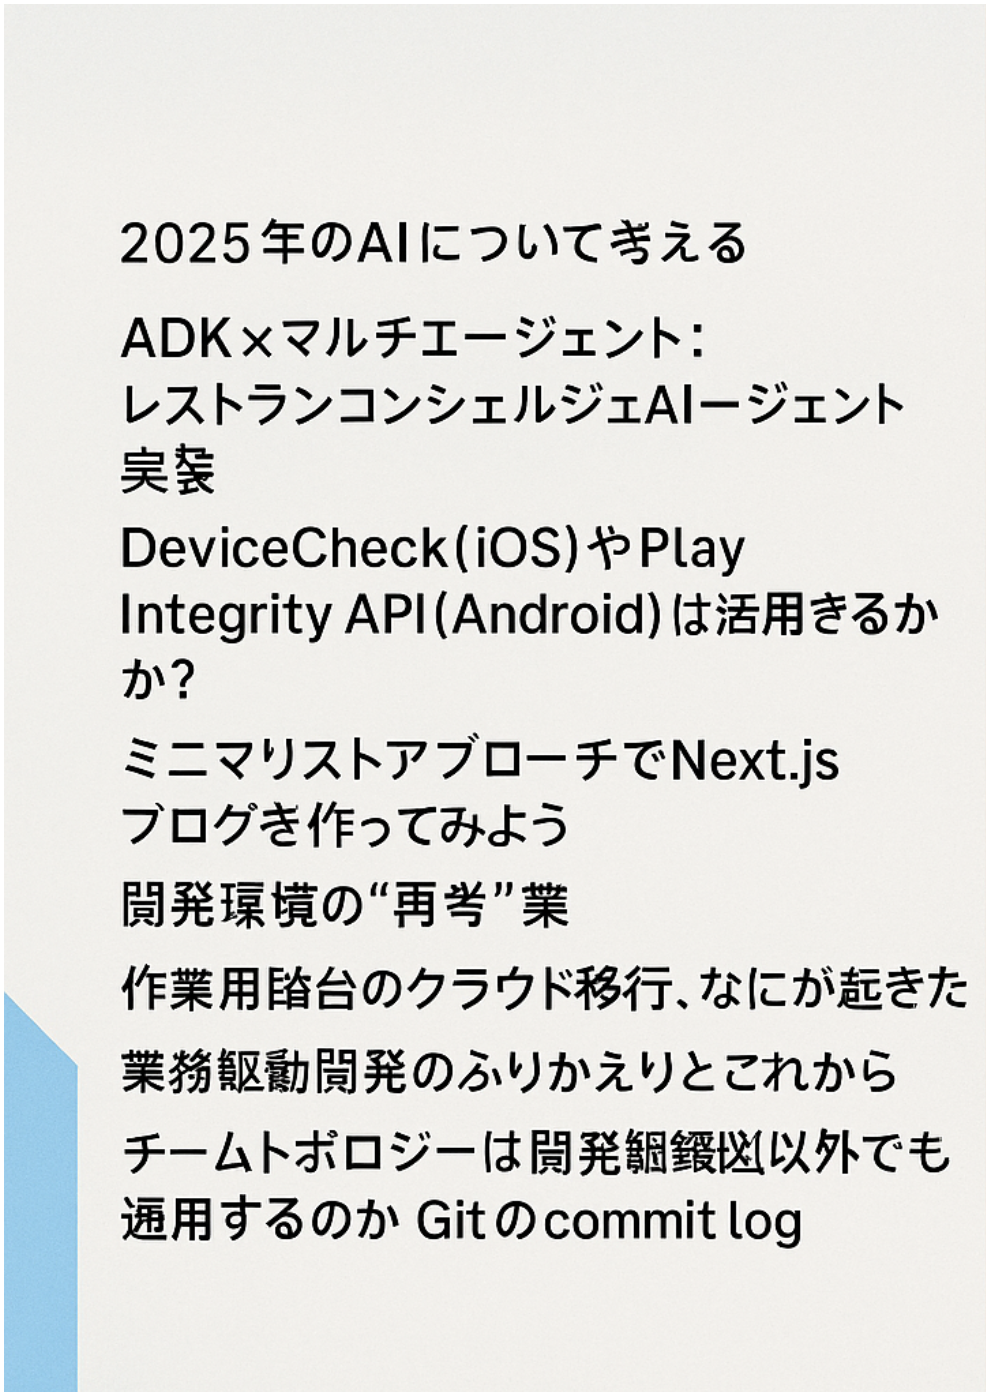 2025年のAIについて考える
ADK×マルチエージェント:
レストランコンシェルジェAIージェント
実装
DeviceCheck(iOS)やPlay
Integrity API(Android)は活用きるか
か?
ミニマリストアブローチでNext.js
ブログを作ってみよう
開発環境の“再考”業
作業用台のクラウド移行、なにが起きた
業務開発のふりかえりとこれから
チームトポロジーは開発以外でも
適用するのか Gitのcommit log